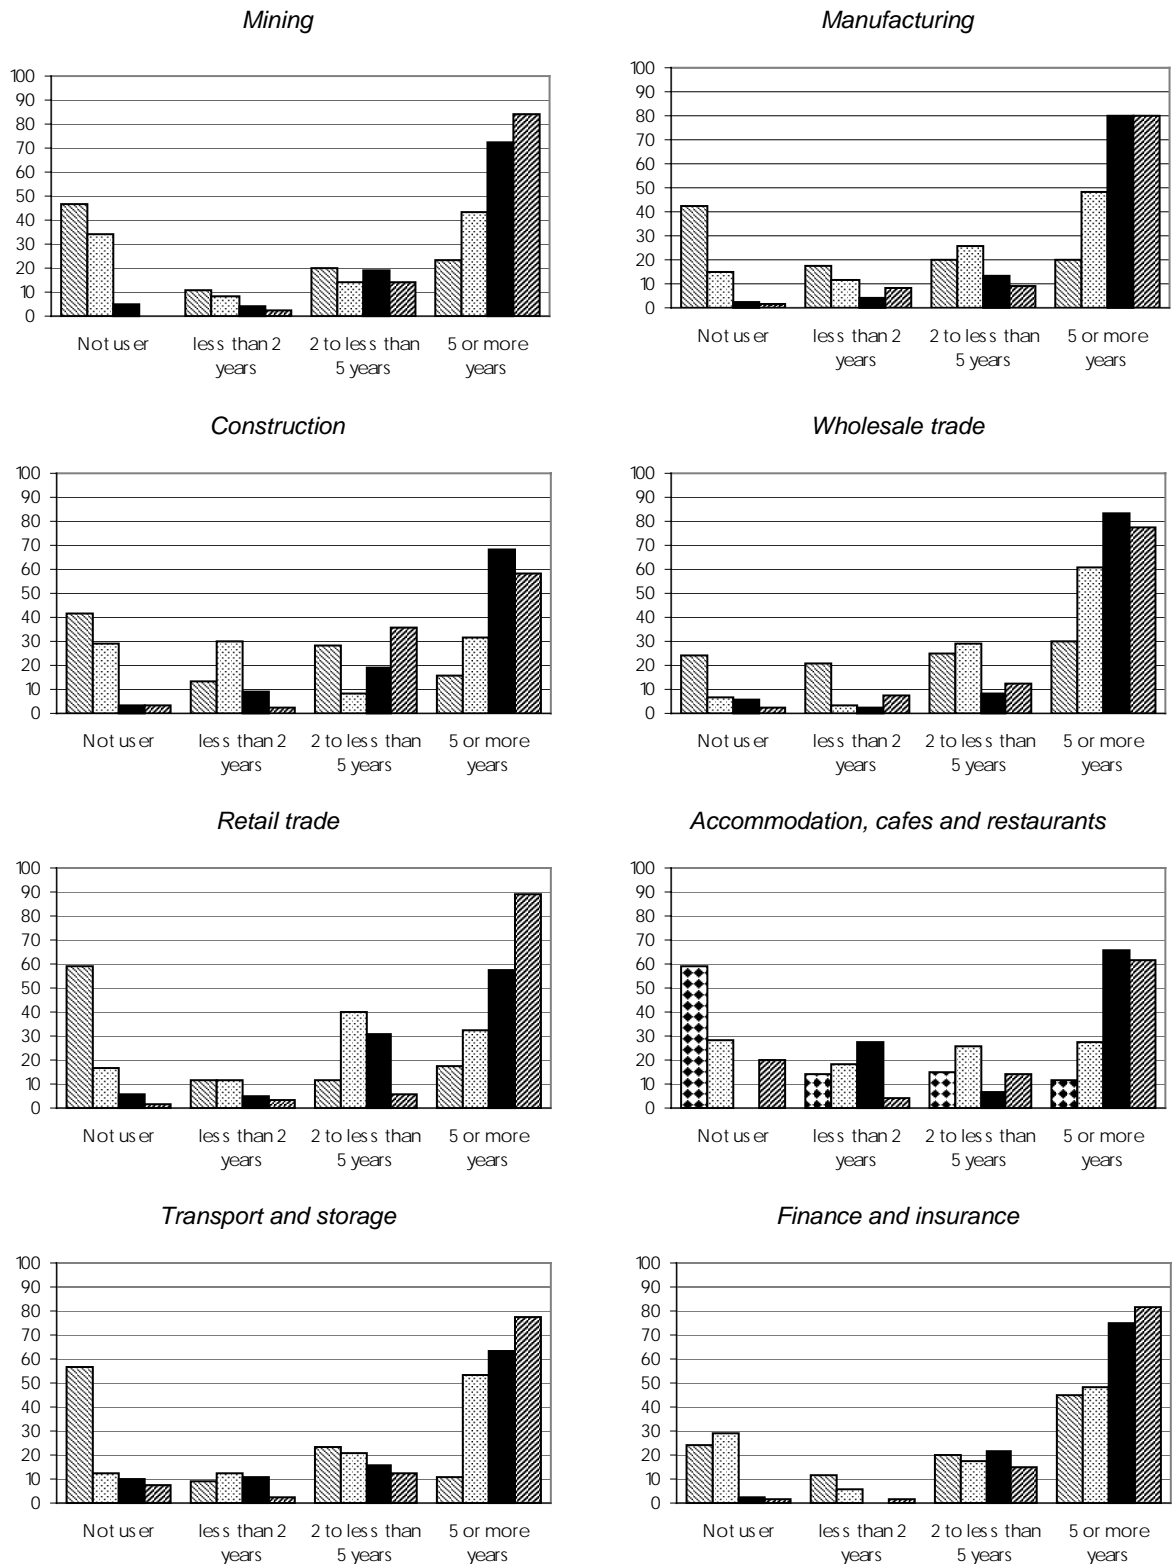 Mining
100
90
80
70
60
50
40
30
20
10
0
Not user
less than 2
years
2 to less than
5 years
5 or more
years
Manufacturing
100
90
80
70
60
50
40
30
20
10
0
Not user
less than 2
years
2 to less than
5 years
5 or more
years
Construction
100
90
80
70
60
50
40
30
20
10
0
Not user
less than 2
years
2 to less than
5 years
5 or more
years
Wholesale trade
100
90
80
70
60
50
40
30
20
10
0
Not user
less than 2
years
2 to less than
5 years
5 or more
years
Retail trade
100
90
80
70
60
50
40
30
20
10
0
Not user
less than 2
years
2 to less than
5 years
5 or more
years
Accommodation, cafes and restaurants
100
90
80
70
60
50
40
30
20
10
0
Not user
less than 2
years
2 to less than
5 years
5 or more
years
Transport and storage
100
90
80
70
60
50
40
30
20
10
0
Not user
less than 2
years
2 to less than
5 years
5 or more
years
Finance and insurance
100
90
80
70
60
50
40
30
20
10
0
Not user
less than 2
years
2 to less than
5 years
5 or more
years